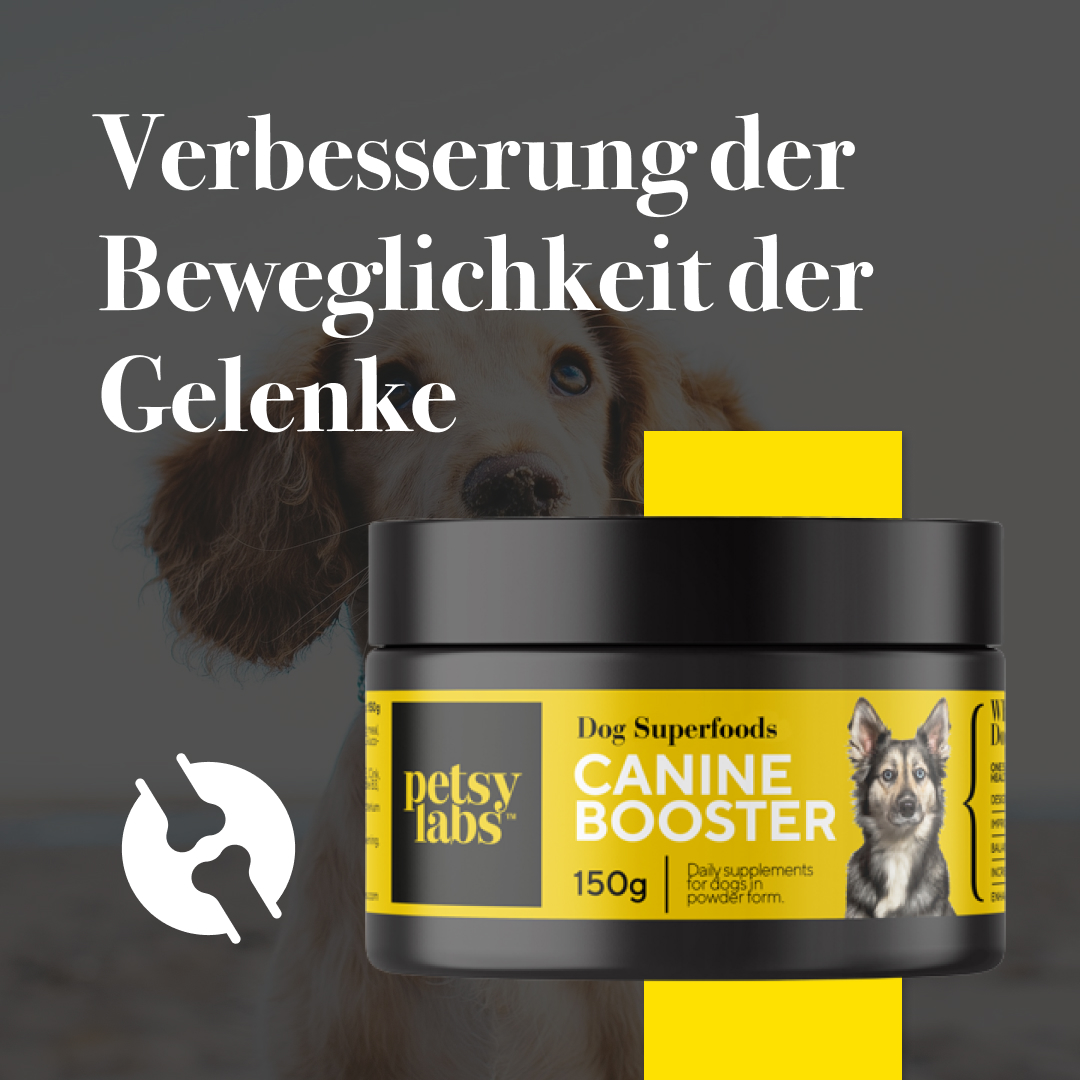 Verbesserung der
Beweglichkeit der
Gelenke
petsy
labs™
Dog Superfoods
CANINE
BOOSTER
150g
Daily supplements
for dogs in
powder form.